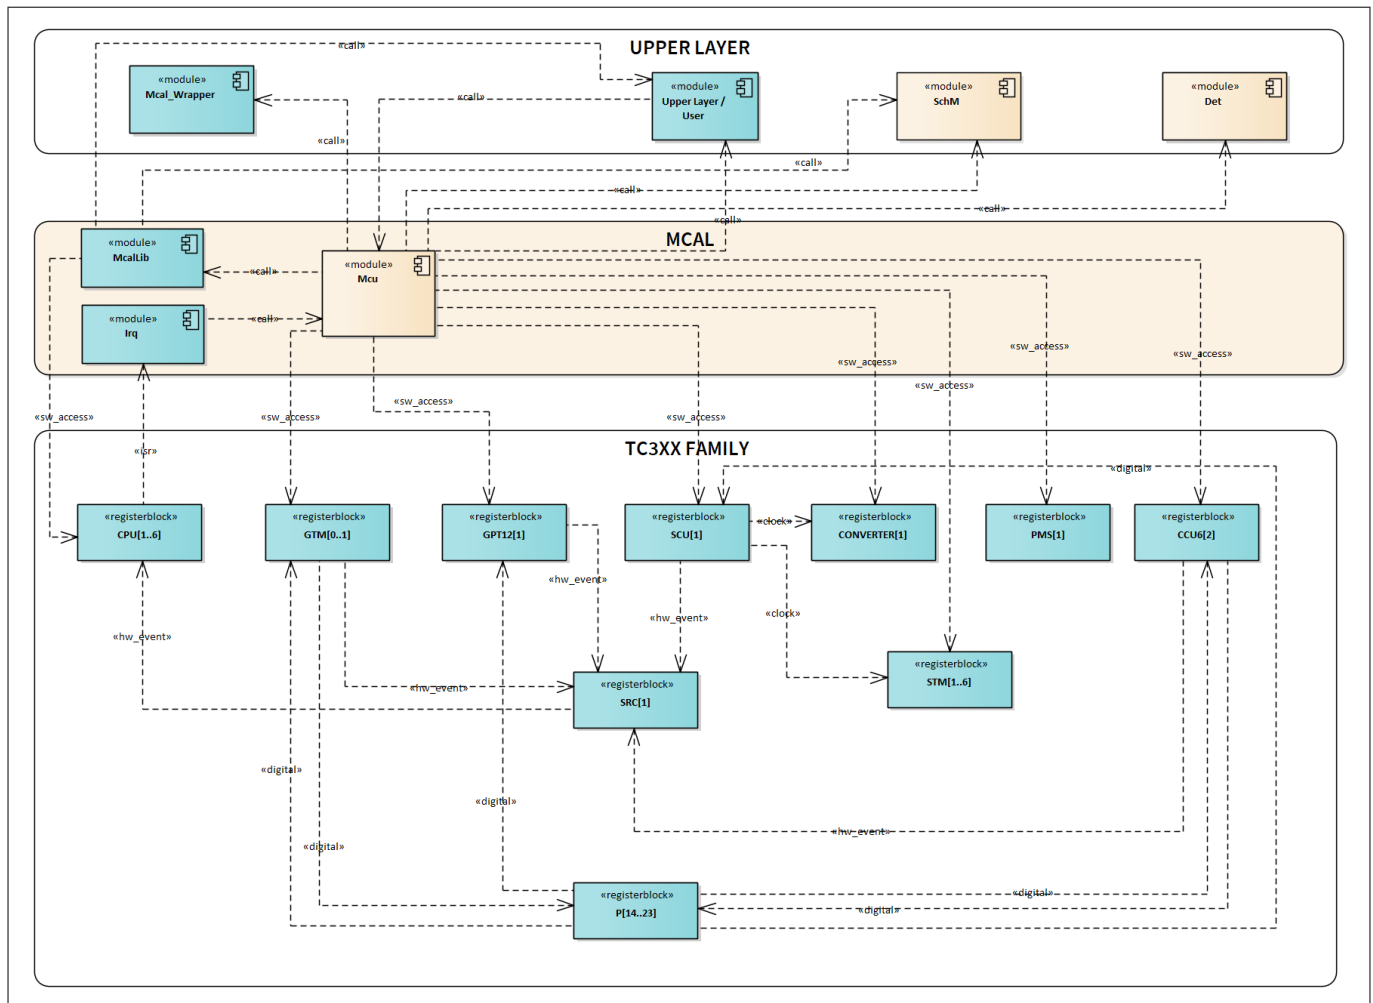 UPPER LAYER
«call»
«module»
Mcal_Wrapper
«call»
«module»
Upper Layer /
User
«module»
SchM
«module»
Det
«call»
«call»
«call»
«call»
«call»
MCAL
«module»
McalLib
«module»
Mcu
«call»
«module»
Irq
«call»
«sw_access»
«sw_access»
«sw_access»
«sw_access»
«sw_access»
«sw_access»
«sw_access»
«sw_access»
«isr»
TC3XX FAMILY
«digital»
«registerblock»
CPU[1..6]
«registerblock»
GTM[0..1]
«registerblock»
GPT12[1]
«registerblock»
SCU[1]
«clock»
«registerblock»
CONVERTER[1]
«registerblock»
PMS[1]
«registerblock»
CCU6[2]
«hw_event»
«hw_event»
«clock»
«hw_event»
«registerblock»
STM[1..6]
«hw_event»
«registerblock»
SRC[1]
«digital»
«digital»
«hw_event»
«digital»
«registerblock»
P[14..23]
«digital»
«digital»